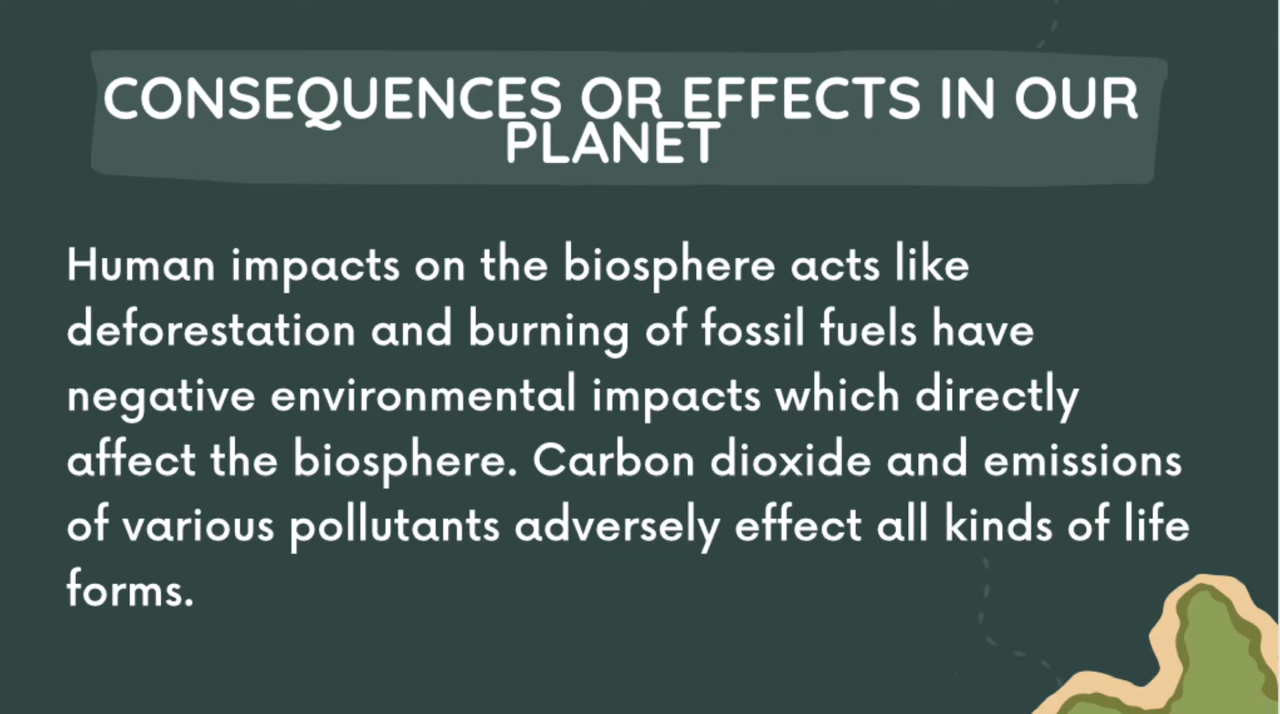 CONSEQUENCES OR EFFECTS IN OUR
PLANET
Human impacts on the biosphere acts like
deforestation and burning of fossil fuels have
negative environmental impacts which directly
affect the biosphere. Carbon dioxide and emissions
of various pollutants adversely effect all kinds of life
forms.